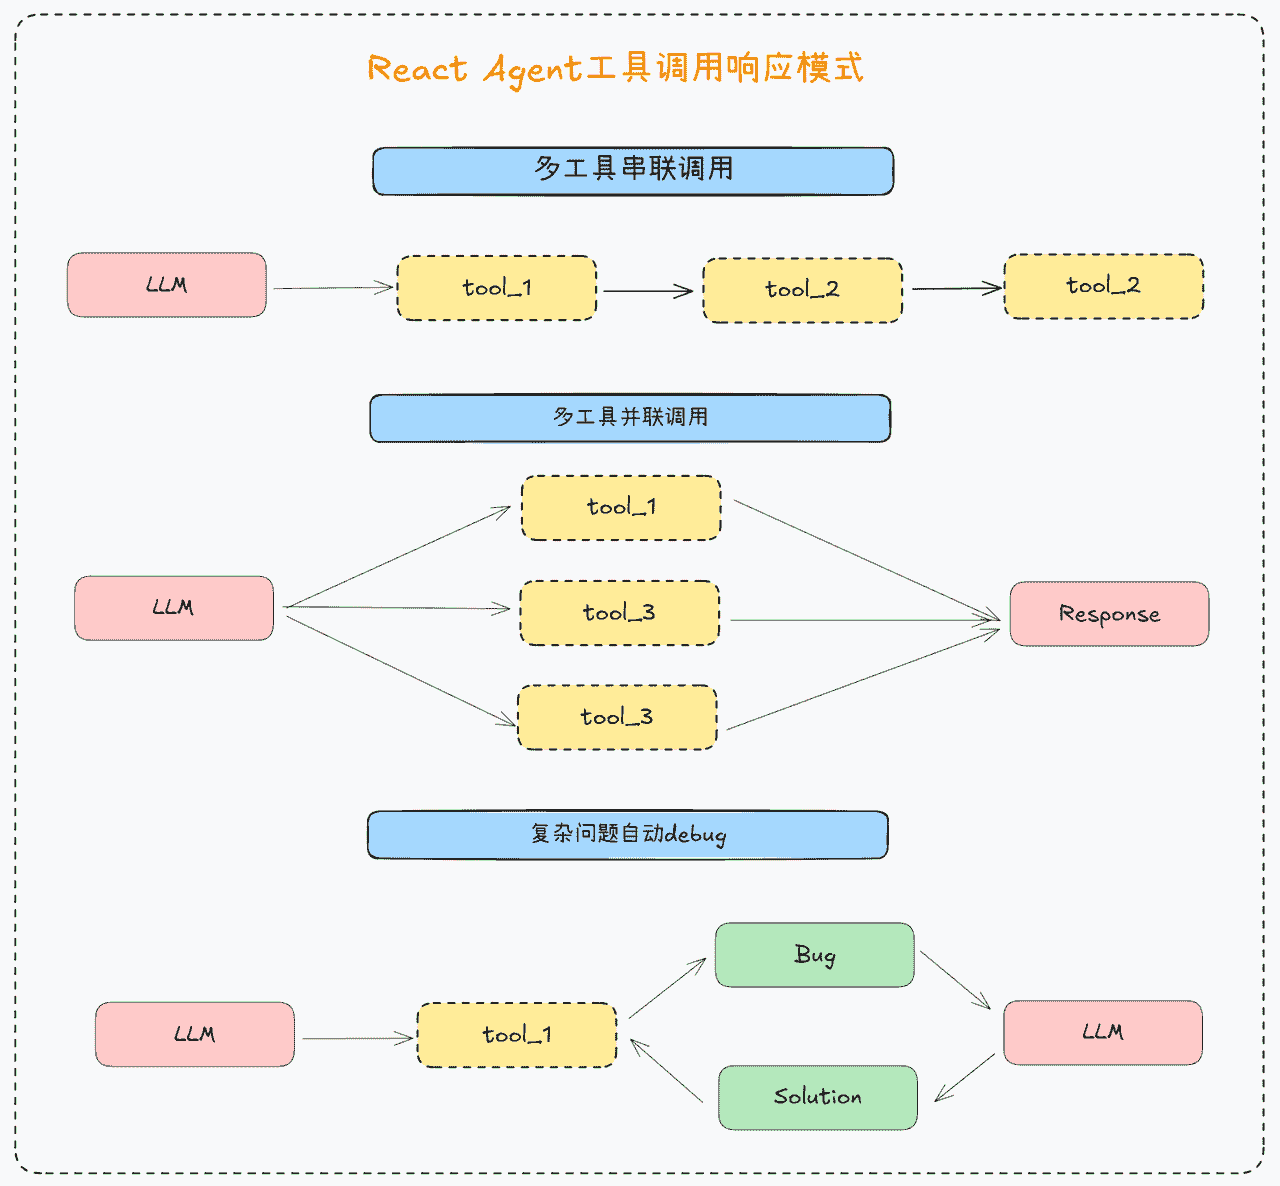 React Agent工具调用响应模式
多工具串联调用
LLM
tool_1
tool_2
tool_2
多工具并联调用
tool_1
LLM
tool_3
Response
tool_3
复杂问题自动debug
Bug
LLM
tool_1
LLM
Solution